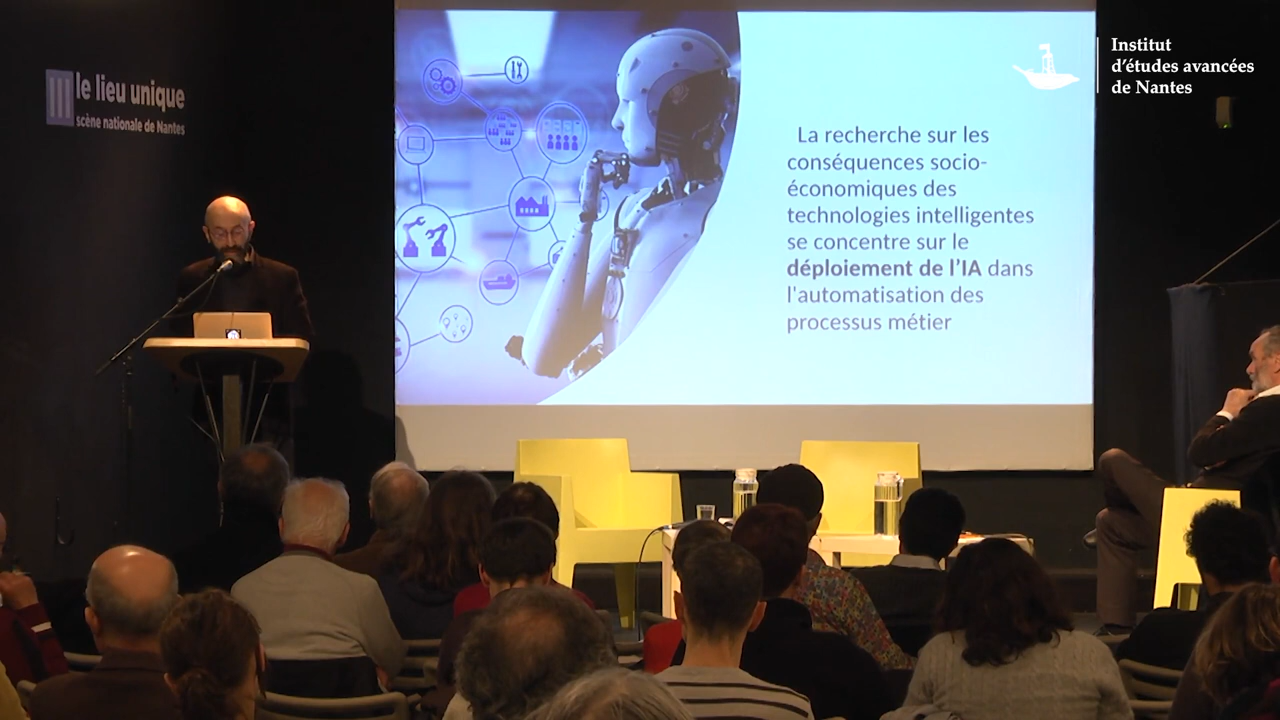 le lieu unique
scène nationale de Nantes
Institut
d'études avancées
de Nantes
La recherche sur les
conséquences socio-
économiques des
technologies intelligentes
se concentre sur le
déploiement de l'IA dans
l'automatisation des
processus métier